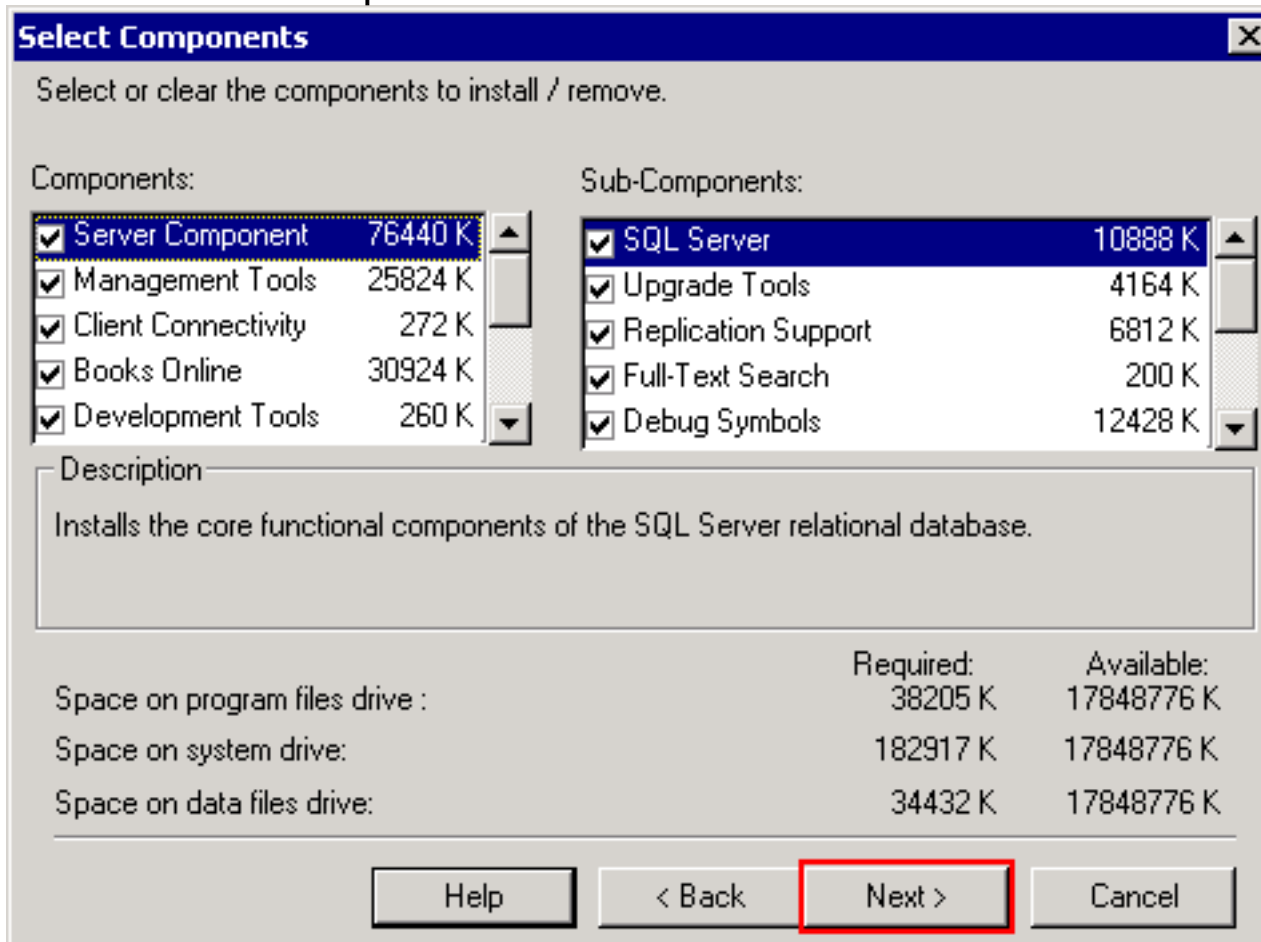 Select Components
Select or clear the components to install / remove.
Components:
Sub-Components:
Server Component 76440 K
Management Tools 25824 K
Client Connectivity 272 K
Books Online 30924 K
Development Tools 260 K
SQL Server 10888 K
Upgrade Tools 4164 K
Replication Support 6812 K
Full-Text Search 200 K
Debug Symbols 12428 K
Description
Installs the core functional components of the SQL Server relational database.
Required: Available:
Space on program files drive : 38205 K 17848776 K
Space on system drive: 182917 K 17848776 K
Space on data files drive: 34432 K 17848776 K
Help < Back Next > Cancel